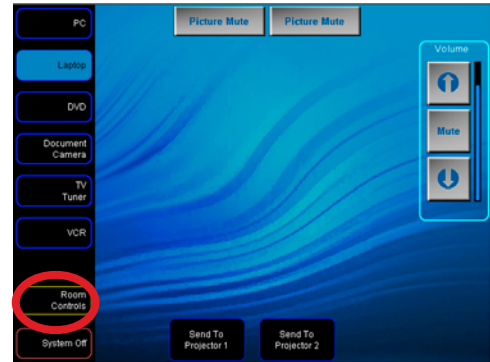 PC
Picture Mute
Picture Mute
Volume
Laptop
Mute
DVD
Document
Camera
TV
Tuner
VCR
Room
Controls
System Off
Send To
Projector 1
Send To
Projector 2